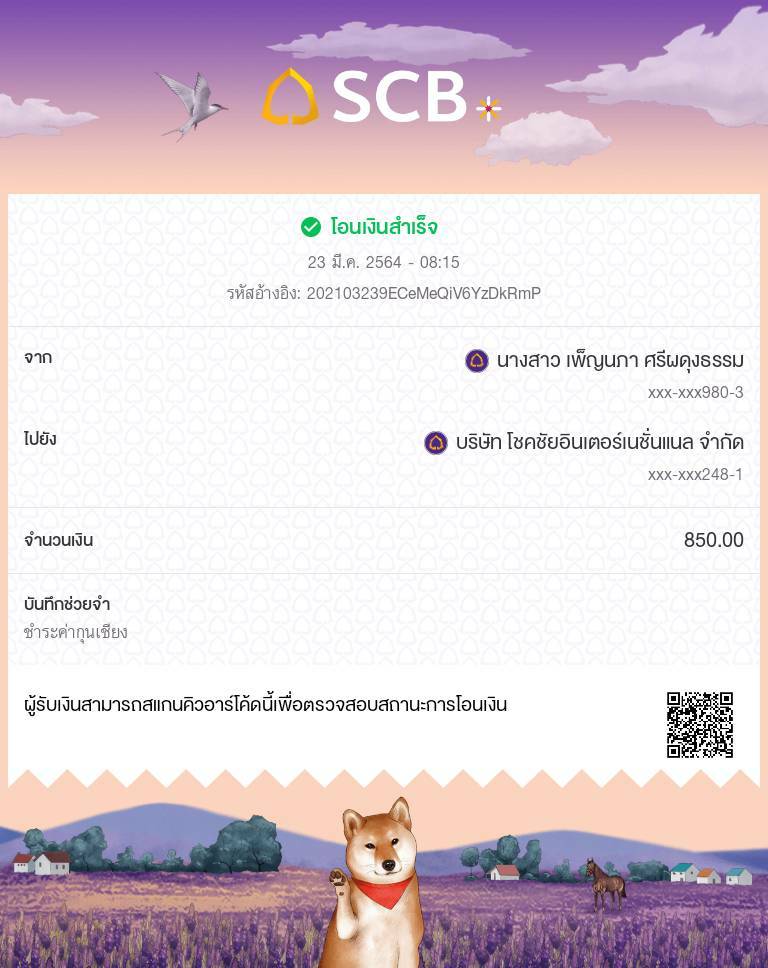 SCB
โอนเงินสำเร็จ
23 มี.ค. 2564 - 08:15
รหัสอ้างอิง: 202103239ECeMeQiV6YzDkRmP
จาก
นางสาว เพ็ญนภา ศรีผดุงธรรม
xxx-xxx980-3
ไปยัง
บริษัท โชคชัยอินเตอร์เนชั่นแนล จำกัด
xxx-xxx248-1
จำนวนเงิน 850.00
บันทึกช่วยจำ
ชำระค่ากุนเชียง
ผู้รับเงินสามารถสแกนคิวอาร์โค้ดนี้เพื่อตรวจสอบสถานะการโอนเงิน